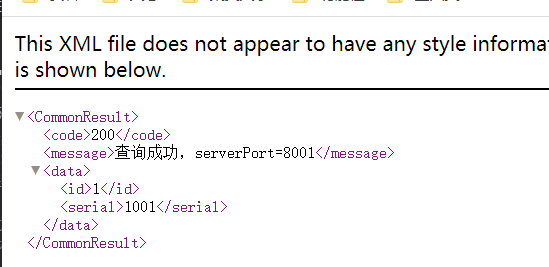 This XML file does not appear to have any style informat
is shown below.
<CommonResult>
<code>200</code>
<message>查询成功，serverPort=8001</message>
<data>
<id>1</id>
<serial>1001</serial>
</data>
</CommonResult>